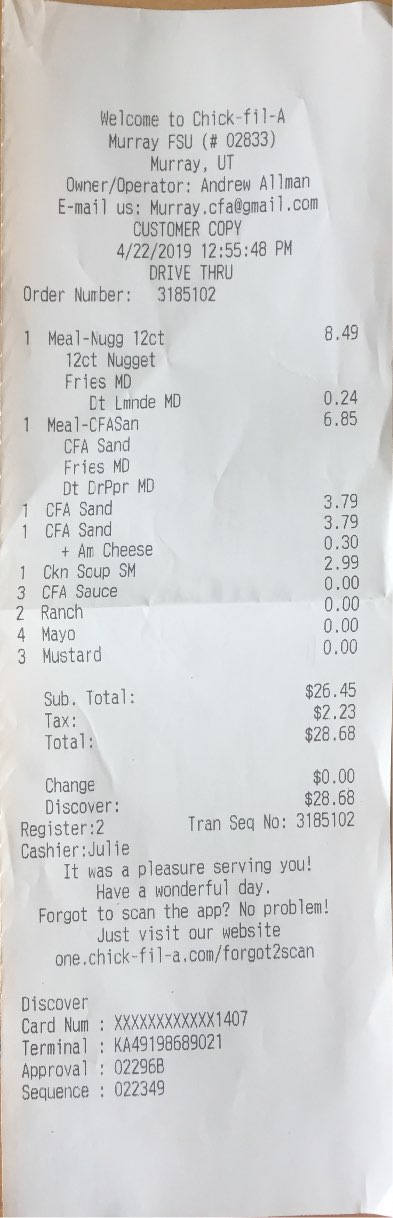 Welcome to Chick-fil-A
Murray FSU (# 02833)
Murray, UT
Owner/Operator: Andrew Allman
E-mail us: Murray.cfa@gmail.com
CUSTOMER COPY
4/22/2019 12:55:48 PM
DRIVE THRU
Order Number: 3185102
1 Meal-Nugg 12ct 8.49
12ct Nugget
Fries MD
Dt Lmnde MD 0.24
1 Meal-CFASan 6.85
CFA Sand
Fries MD
Dt DrPpr MD
1 CFA Sand 3.79
1 CFA Sand 3.79
+ Am Cheese 0.30
1 Ckn Soup SM 2.99
3 CFA Sauce 0.00
2 Ranch 0.00
4 Mayo 0.00
3 Mustard 0.00
Sub. Total: $26.45
Tax: $2.23
Total: $28.68
Change $0.00
Discover: $28.68
Register:2 Tran Seq No: 3185102
Cashier:Julie
It was a pleasure serving you!
Have a wonderful day.
Forgot to scan the app? No problem!
Just visit our website
one.chick-fil-a.com/forgot2scan
Discover
Card Num : XXXXXXXXXXXX1407
Terminal : KA49198689021
Approval : 02296B
Sequence : 022349